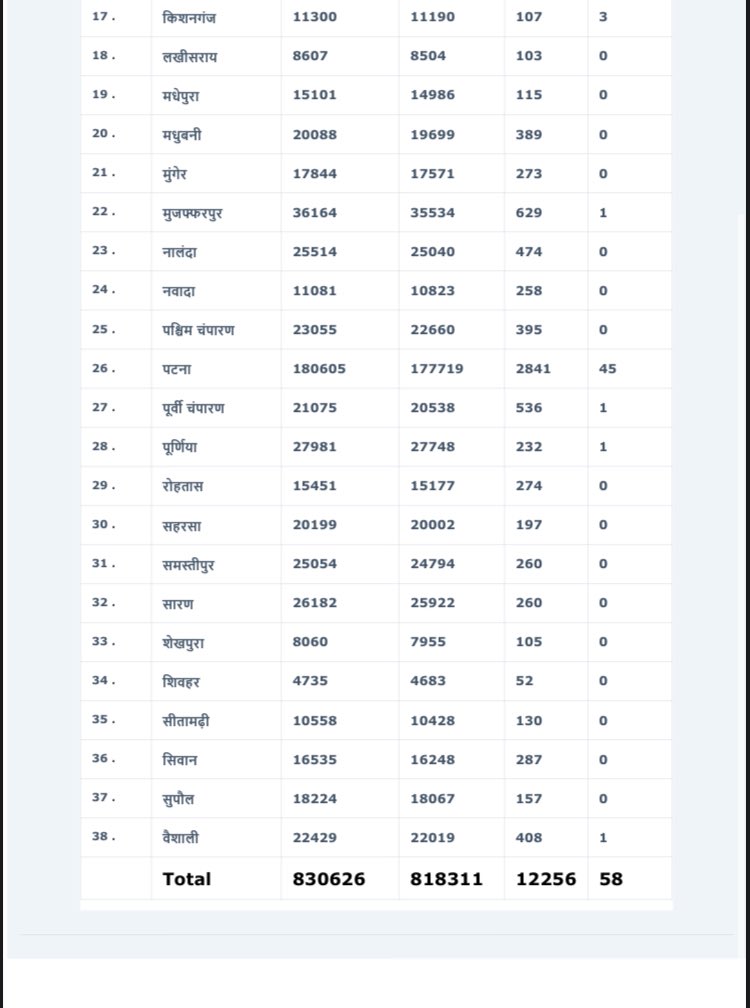 17 . किशनगंज 11300 11190 107 3
18 . लखीसराय 8607 8504 103 0
19 . मधेपुरा 15101 14986 115 0
20 . मधुबनी 20088 19699 389 0
21 . मुंगेर 17844 17571 273 0
22 . मुजफ्फरपुर 36164 35534 629 1
23 . नालंदा 25514 25040 474 0
24 . नवादा 11081 10823 258 0
25 . पश्चिम चंपारण 23055 22660 395 0
26 . पटना 180605 177719 2841 45
27 . पूर्वी चंपारण 21075 20538 536 1
28 . पूर्णिया 27981 27748 232 1
29 . रोहतास 15451 15177 274 0
30 . सहरसा 20199 20002 197 0
31 . समस्तीपुर 25054 24794 260 0
32 . सारण 26182 25922 260 0
33 . शेखपुरा 8060 7955 105 0
34 . शिवहर 4735 4683 52 0
35 . सीतामढ़ी 10558 10428 130 0
36 . सिवान 16535 16248 287 0
37 . सुपौल 18224 18067 157 0
38 . वैशाली 22429 22019 408 1
Total 830626 818311 12256 58